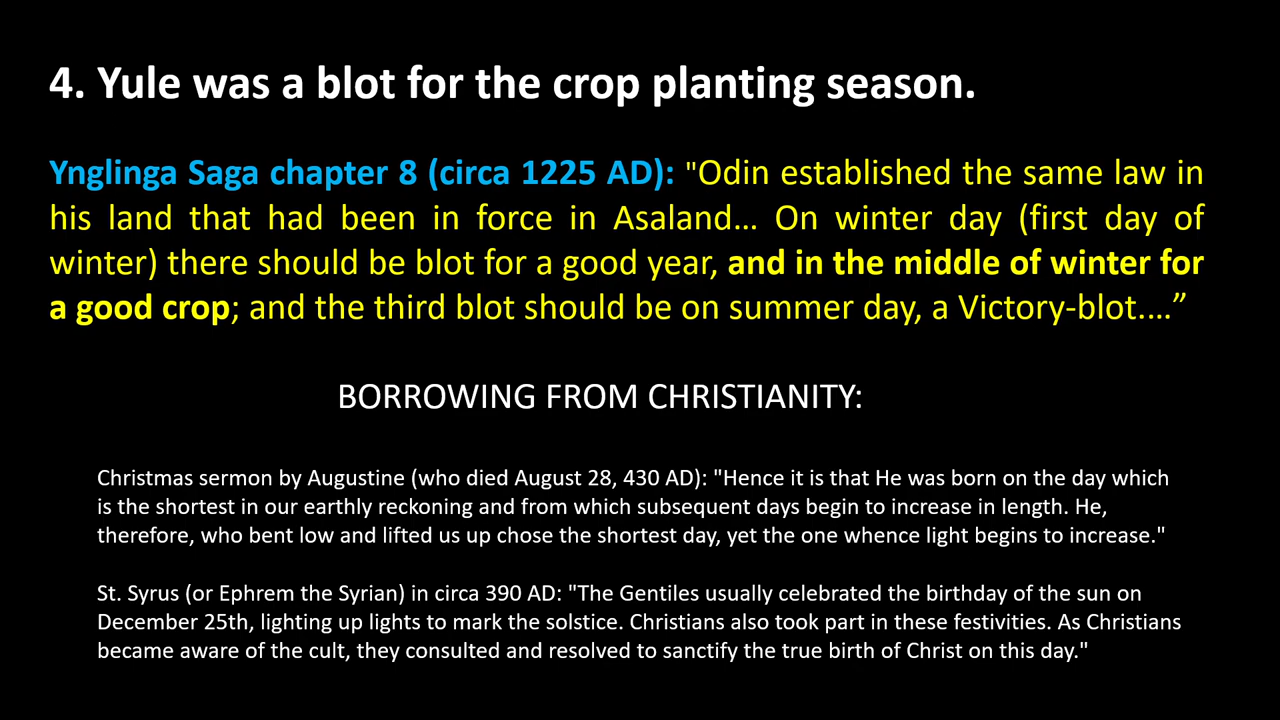 4. Yule was a blot for the crop planting season.
Ynglinga Saga chapter 8 (circa 1225 AD): "Odin established the same law in
his land that had been in force in Asaland… On winter day (first day of
winter) there should be blot for a good year, and in the middle of winter for
a good crop; and the third blot should be on summer day, a Victory-blot.…”
BORROWING FROM CHRISTIANITY:
Christmas sermon by Augustine (who died August 28, 430 AD): "Hence it is that He was born on the day which
is the shortest in our earthly reckoning and from which subsequent days begin to increase in length. He,
therefore, who bent low and lifted us up chose the shortest day, yet the one whence light begins to increase."
St. Syrus (or Ephrem the Syrian) in circa 390 AD: "The Gentiles usually celebrated the birthday of the sun on
December 25th, lighting up lights to mark the solstice. Christians also took part in these festivities. As Christians
became aware of the cult, they consulted and resolved to sanctify the true birth of Christ on this day."